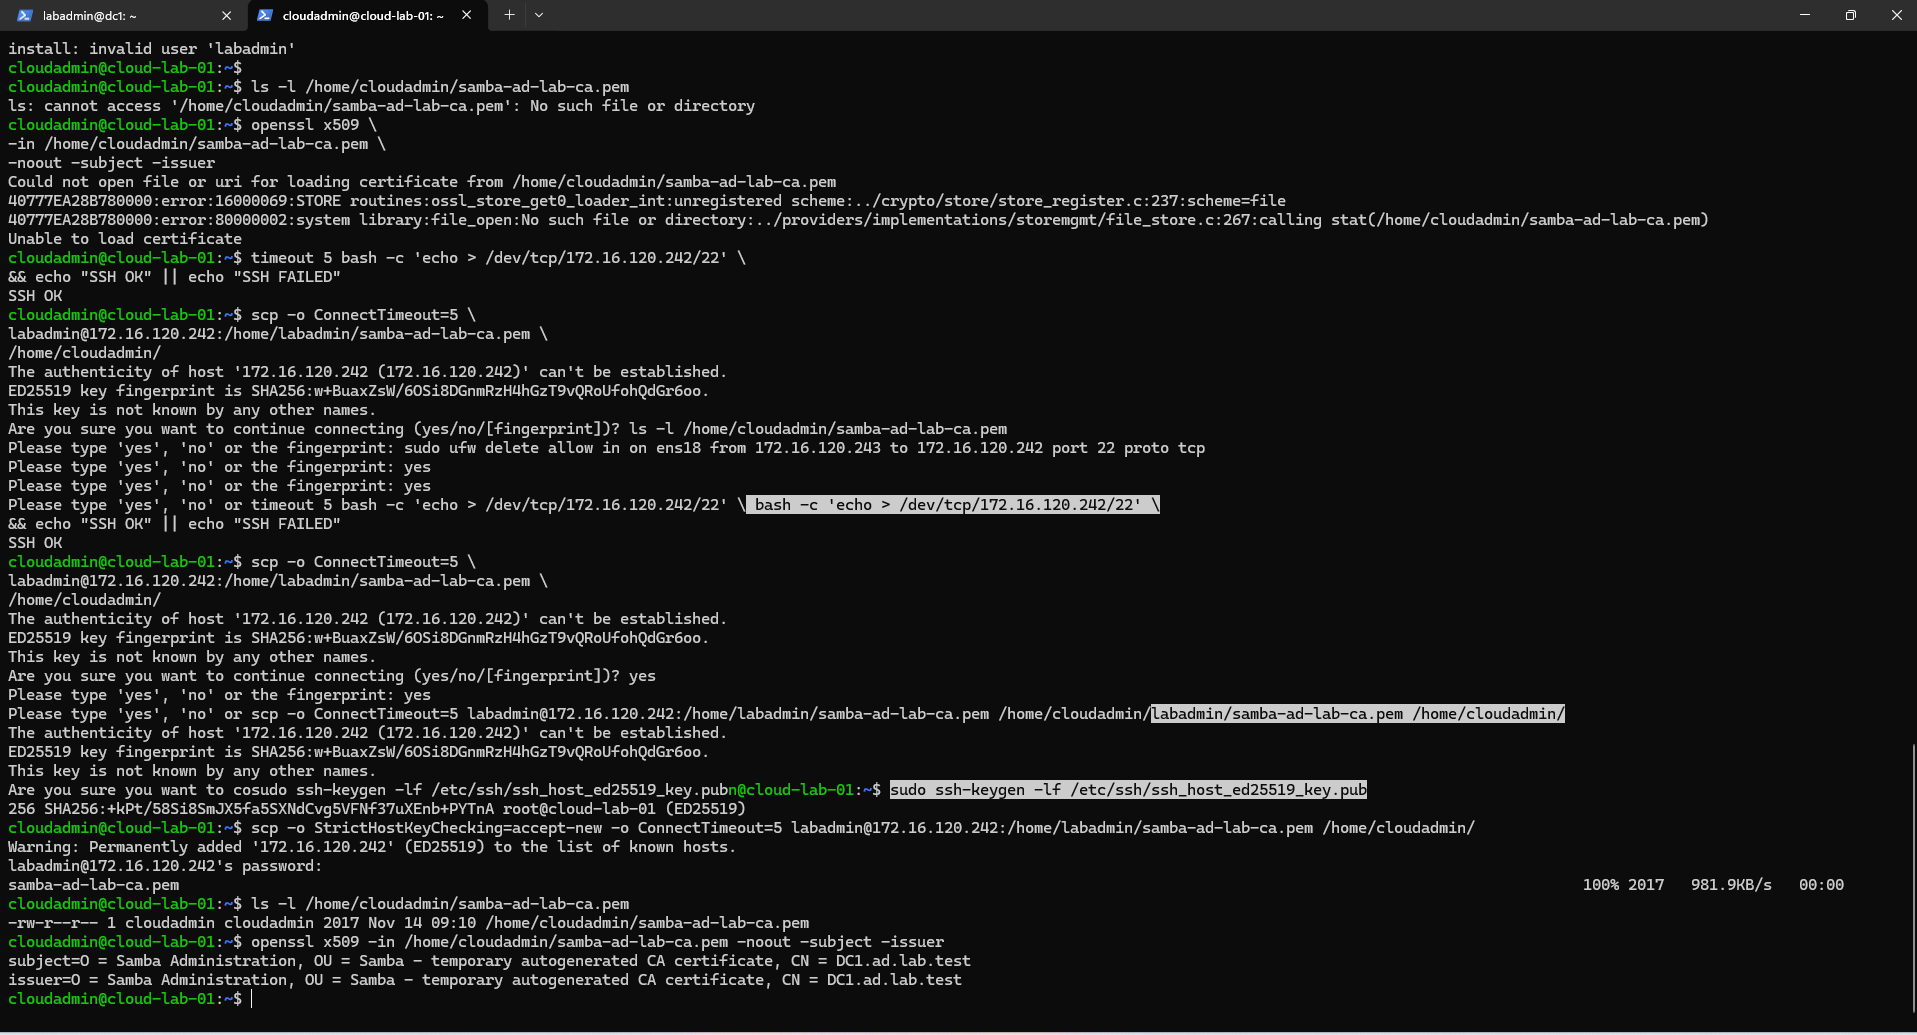 labadmin@dc1: ~
cloudadmin@cloud-lab-01: ~
install: invalid user 'labadmin'
cloudadmin@cloud-lab-01:~$
cloudadmin@cloud-lab-01:~$ ls -l /home/cloudadmin/samba-ad-lab-ca.pem
ls: cannot access '/home/cloudadmin/samba-ad-lab-ca.pem': No such file or directory
cloudadmin@cloud-lab-01:~$ openssl x509 \
-in /home/cloudadmin/samba-ad-lab-ca.pem \
-noout -subject -issuer
Could not open file or uri for loading certificate from /home/cloudadmin/samba-ad-lab-ca.pem
40777EA28B780000:error:16000069:STORE routines:ossl_store_get0_loader_int:unregistered scheme:../crypto/store/store_register.c:237:scheme=file
40777EA28B780000:error:80000002:system library:file_open:No such file or directory:../providers/implementations/storemgmt/file_store.c:267:calling stat(/home/cloudadmin/samba-ad-lab-ca.pem)
Unable to load certificate
cloudadmin@cloud-lab-01:~$ timeout 5 bash -c 'echo > /dev/tcp/172.16.120.242/22' \
&& echo "SSH OK" || echo "SSH FAILED"
SSH OK
cloudadmin@cloud-lab-01:~$ scp -o ConnectTimeout=5 \
labadmin@172.16.120.242:/home/labadmin/samba-ad-lab-ca.pem \
/home/cloudadmin/
The authenticity of host '172.16.120.242 (172.16.120.242)' can't be established.
ED25519 key fingerprint is SHA256:w+BuaxZsW/6OSi8DGnmRzH4hGzT9vQRoUfohQdGr6oo.
This key is not known by any other names.
Are you sure you want to continue connecting (yes/no/[fingerprint])? ls -l /home/cloudadmin/samba-ad-lab-ca.pem
Please type 'yes', 'no' or the fingerprint: sudo ufw delete allow in on ens18 from 172.16.120.243 to 172.16.120.242 port 22 proto tcp
Please type 'yes', 'no' or the fingerprint: yes
Please type 'yes', 'no' or the fingerprint: yes
Please type 'yes', 'no' or timeout 5 bash -c 'echo > /dev/tcp/172.16.120.242/22' \ bash -c 'echo > /dev/tcp/172.16.120.242/22' \
&& echo "SSH OK" || echo "SSH FAILED"
SSH OK
cloudadmin@cloud-lab-01:~$ scp -o ConnectTimeout=5 \
labadmin@172.16.120.242:/home/labadmin/samba-ad-lab-ca.pem \
/home/cloudadmin/
The authenticity of host '172.16.120.242 (172.16.120.242)' can't be established.
ED25519 key fingerprint is SHA256:w+BuaxZsW/6OSi8DGnmRzH4hGzT9vQRoUfohQdGr6oo.
This key is not known by any other names.
Are you sure you want to continue connecting (yes/no/[fingerprint])? yes
Please type 'yes', 'no' or the fingerprint: yes
Please type 'yes', 'no' or scp -o ConnectTimeout=5 labadmin@172.16.120.242:/home/labadmin/samba-ad-lab-ca.pem /home/cloudadmin/labadmin/samba-ad-lab-ca.pem /home/cloudadmin/
The authenticity of host '172.16.120.242 (172.16.120.242)' can't be established.
ED25519 key fingerprint is SHA256:w+BuaxZsW/6OSi8DGnmRzH4hGzT9vQRoUfohQdGr6oo.
This key is not known by any other names.
Are you sure you want to cosudo ssh-keygen -lf /etc/ssh/ssh_host_ed25519_key.pubn@cloud-lab-01:~$ sudo ssh-keygen -lf /etc/ssh/ssh_host_ed25519_key.pub
256 SHA256:+kPt/58Si8SmJX5fa5SXNdCvg5VFNf37uXEnb+PYTnA root@cloud-lab-01 (ED25519)
cloudadmin@cloud-lab-01:~$ scp -o StrictHostKeyChecking=accept-new -o ConnectTimeout=5 labadmin@172.16.120.242:/home/labadmin/samba-ad-lab-ca.pem /home/cloudadmin/
Warning: Permanently added '172.16.120.242' (ED25519) to the list of known hosts.
labadmin@172.16.120.242's password:
samba-ad-lab-ca.pem 100% 2017 981.9KB/s 00:00
cloudadmin@cloud-lab-01:~$ ls -l /home/cloudadmin/samba-ad-lab-ca.pem
-rw-r--r-- 1 cloudadmin cloudadmin 2017 Nov 14 09:10 /home/cloudadmin/samba-ad-lab-ca.pem
cloudadmin@cloud-lab-01:~$ openssl x509 -in /home/cloudadmin/samba-ad-lab-ca.pem -noout -subject -issuer
subject=O = Samba Administration, OU = Samba - temporary autogenerated CA certificate, CN = DC1.ad.lab.test
issuer=O = Samba Administration, OU = Samba - temporary autogenerated CA certificate, CN = DC1.ad.lab.test
cloudadmin@cloud-lab-01:~$